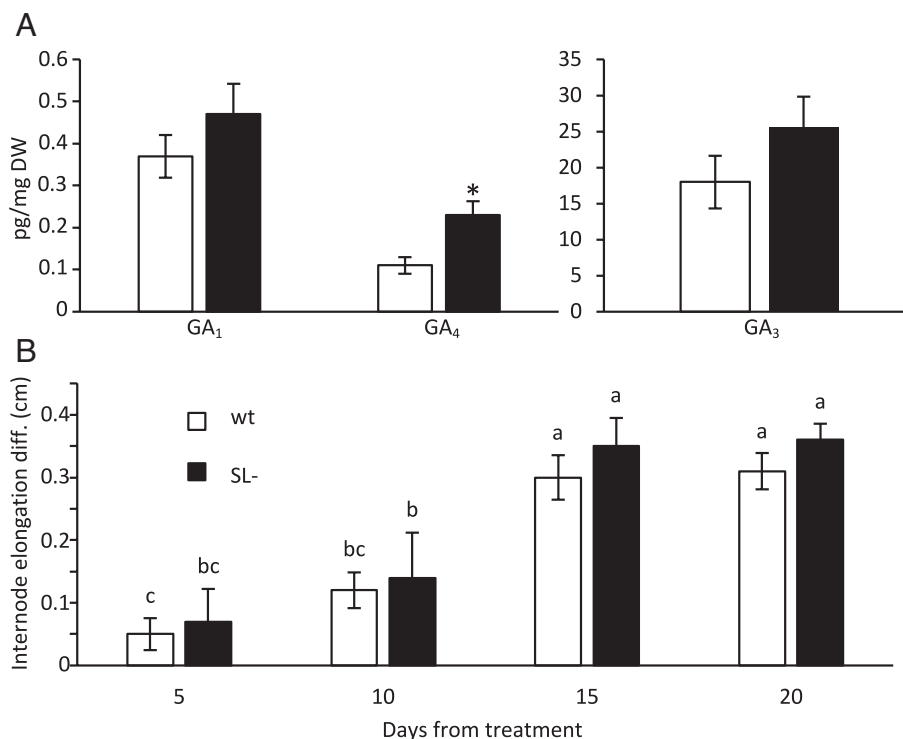 A
pg/mg DW
0.6
0.5
0.4
0.3
0.2
0.1
0
*
GA₁
GA₄
35
30
25
20
15
10
5
0
GA₃
B
Internode elongation diff. (cm)
0.4
0.3
0.2
0.1
0
wt
SL-
c
bc
bc
b
a
a
a
a
5
10
15
20
Days from treatment